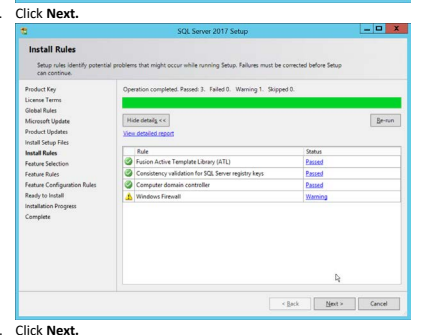 . Click Next.
SQL Server 2017 Setup
Install Rules
Setup rules identify potential problems that might occur while running Setup. Failures must be corrected before Setup
can continue.
Product Key
License Terms
Global Rules
Microsoft Update
Product Updates
Install Setup Files
Install Rules
Feature Selection
Feature Rules
Feature Configuration Rules
Ready to Install
Installation Progress
Complete
Operation completed. Passed: 3. Failed 0. Warning 1. Skipped 0.
Hide details << Re-run
View detailed report
Rule Status
Fusion Active Template Library (ATL) Passed
Consistency validation for SQL Server registry keys Passed
Computer domain controller Passed
Windows Firewall Warning
< Back Next > Cancel
. Click Next.